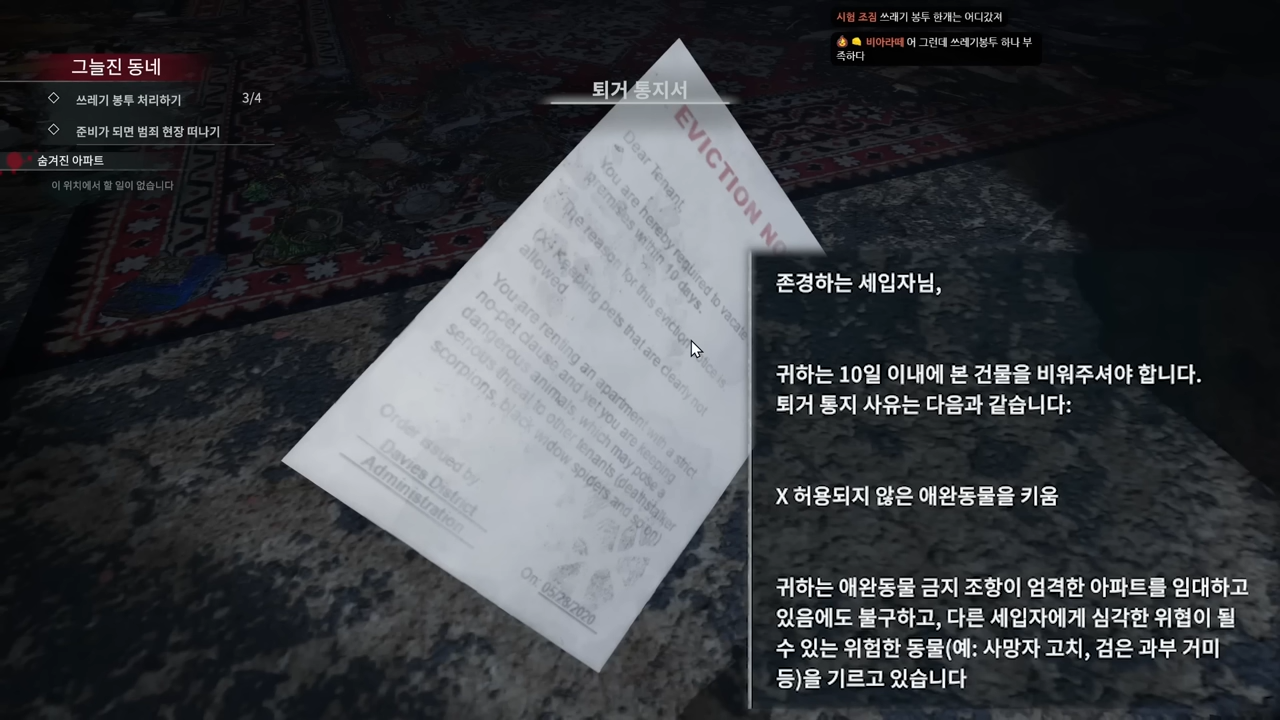 시험 조짐 쓰래기 봉투 한개는 어디갔져
비아라떼 어 그런데 쓰레기봉투 하나 부
족하다
그늘진 동네
쓰레기 봉투 처리하기 3/4
준비가 되면 범죄 현장 떠나기
숨겨진 아파트
이 위치에서 할 일이 없습니다
퇴거 통지서
EVICTION NO
Dear Tenant,
You are hereby required to vacate
Premises within 10 days.
The reason for this eviction is
(X) Keeping pets that are clearly not
allowed
You are renting an apartment with a strict
no-pet clause, and yet you are keeping
dangerous animals, which may pose a
serious threat to other tenants (deathstalker
scorpions, black widow spiders and so on)
Order issued by
Davies District
Administration
On: 05/28/2020
존경하는 세입자님,
귀하는 10일 이내에 본 건물을 비워주셔야 합니다.
퇴거 통지 사유는 다음과 같습니다:
X 허용되지 않은 애완동물을 키움
귀하는 애완동물 금지 조항이 엄격한 아파트를 임대하고
있음에도 불구하고, 다른 세입자에게 심각한 위협이 될
수 있는 위험한 동물(예: 사망자 고치, 검은 과부 거미
등)을 기르고 있습니다